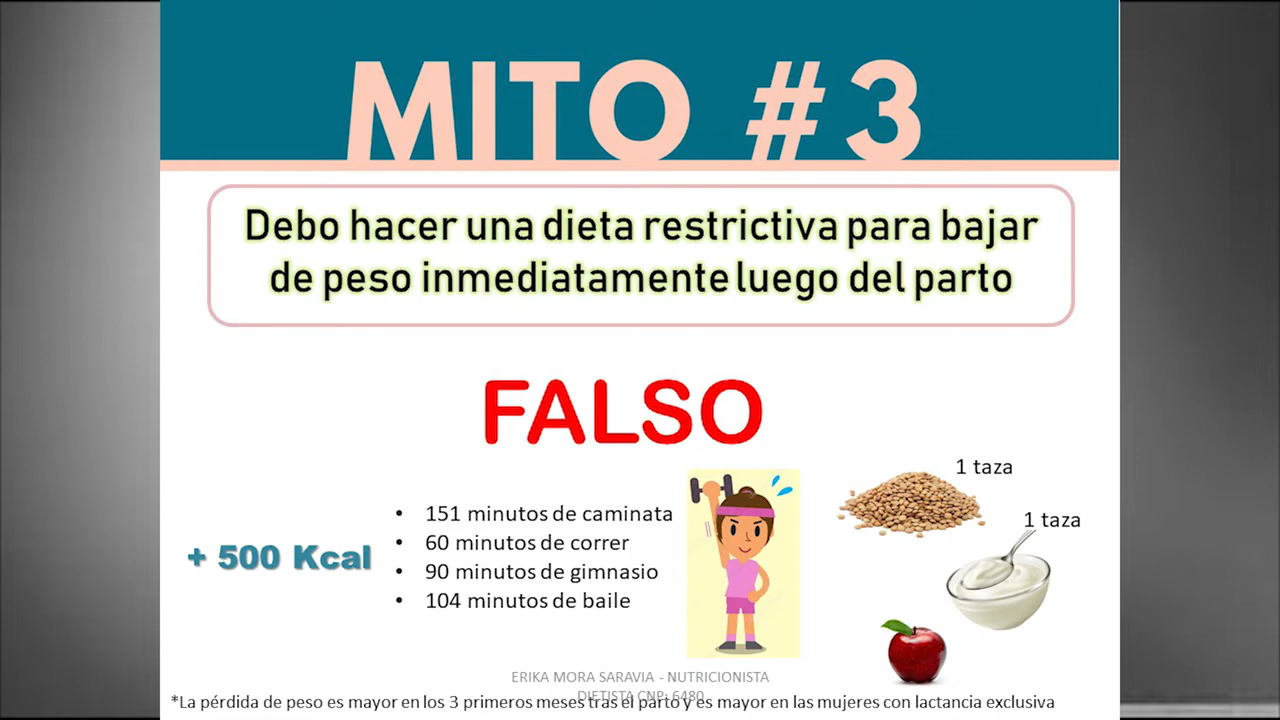 MITO #3
Debo hacer una dieta restrictiva para bajar
de peso inmediatamente luego del parto
FALSO
+ 500 Kcal
• 151 minutos de caminata
• 60 minutos de correr
• 90 minutos de gimnasio
• 104 minutos de baile
1 taza
1 taza
ERIKA MORA SARAVIA - NUTRICIONISTA
DIETISTA CNP: 6480
*La pérdida de peso es mayor en los 3 primeros meses tras el parto y es mayor en las mujeres con lactancia exclusiva